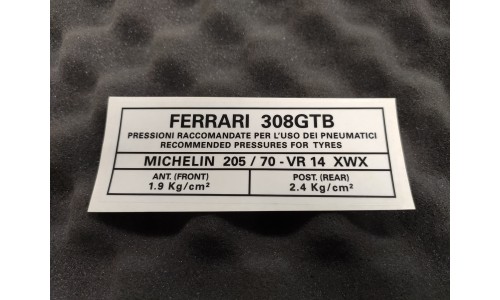 FERRARI 308GTB
PRESSIONI RACCOMANDATE PER L'USO DEI PNEUMATICI
RECOMMENDED PRESSURES FOR TYRES
MICHELIN 205 / 70 - VR 14 XWX
ANT. (FRONT)
1.9 Kg/cm²
POST. (REAR)
2.4 Kg/cm²